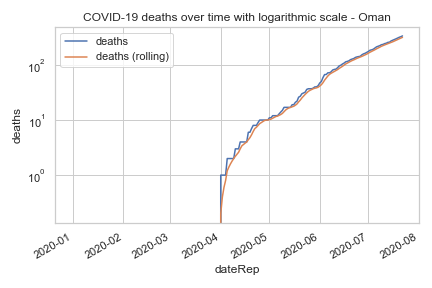 COVID-19 deaths over time with logarithmic scale - Oman
deaths
deaths (rolling)
10²
10¹
10⁰
deaths
2020-01
2020-02
2020-03
2020-04
2020-05
2020-06
2020-07
2020-08
dateRep